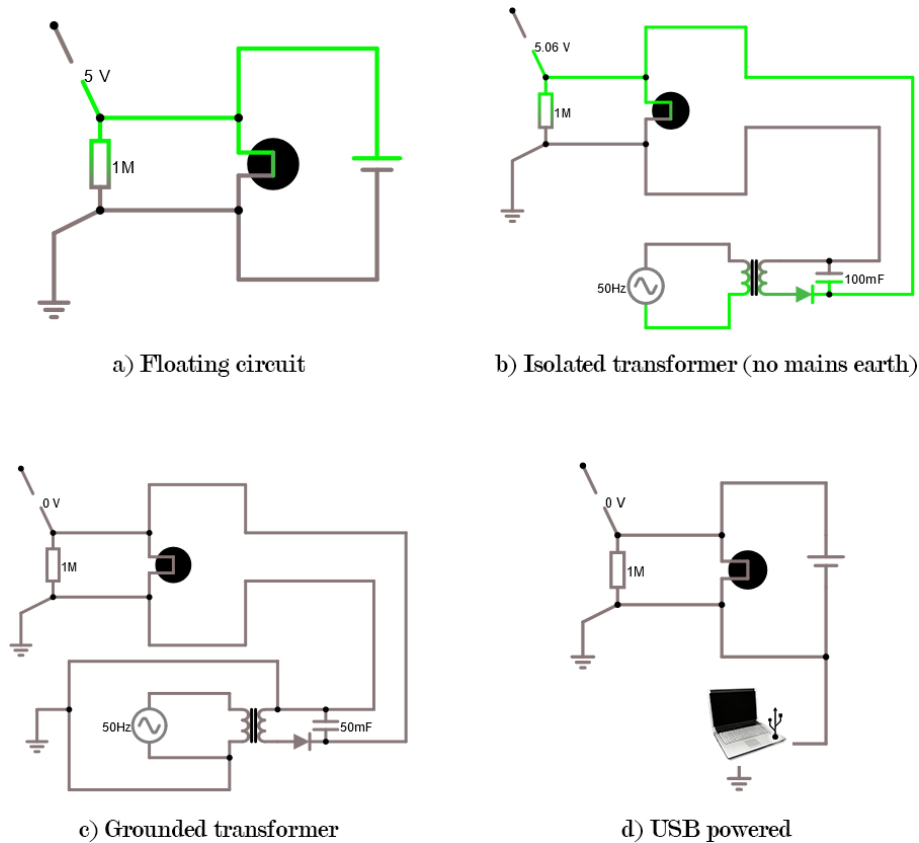 5 V
1M
a) Floating circuit
5.06 V
1M
50Hz
100mF
b) Isolated transformer (no mains earth)
0 V
1M
50Hz
50mF
c) Grounded transformer
0 V
1M
d) USB powered